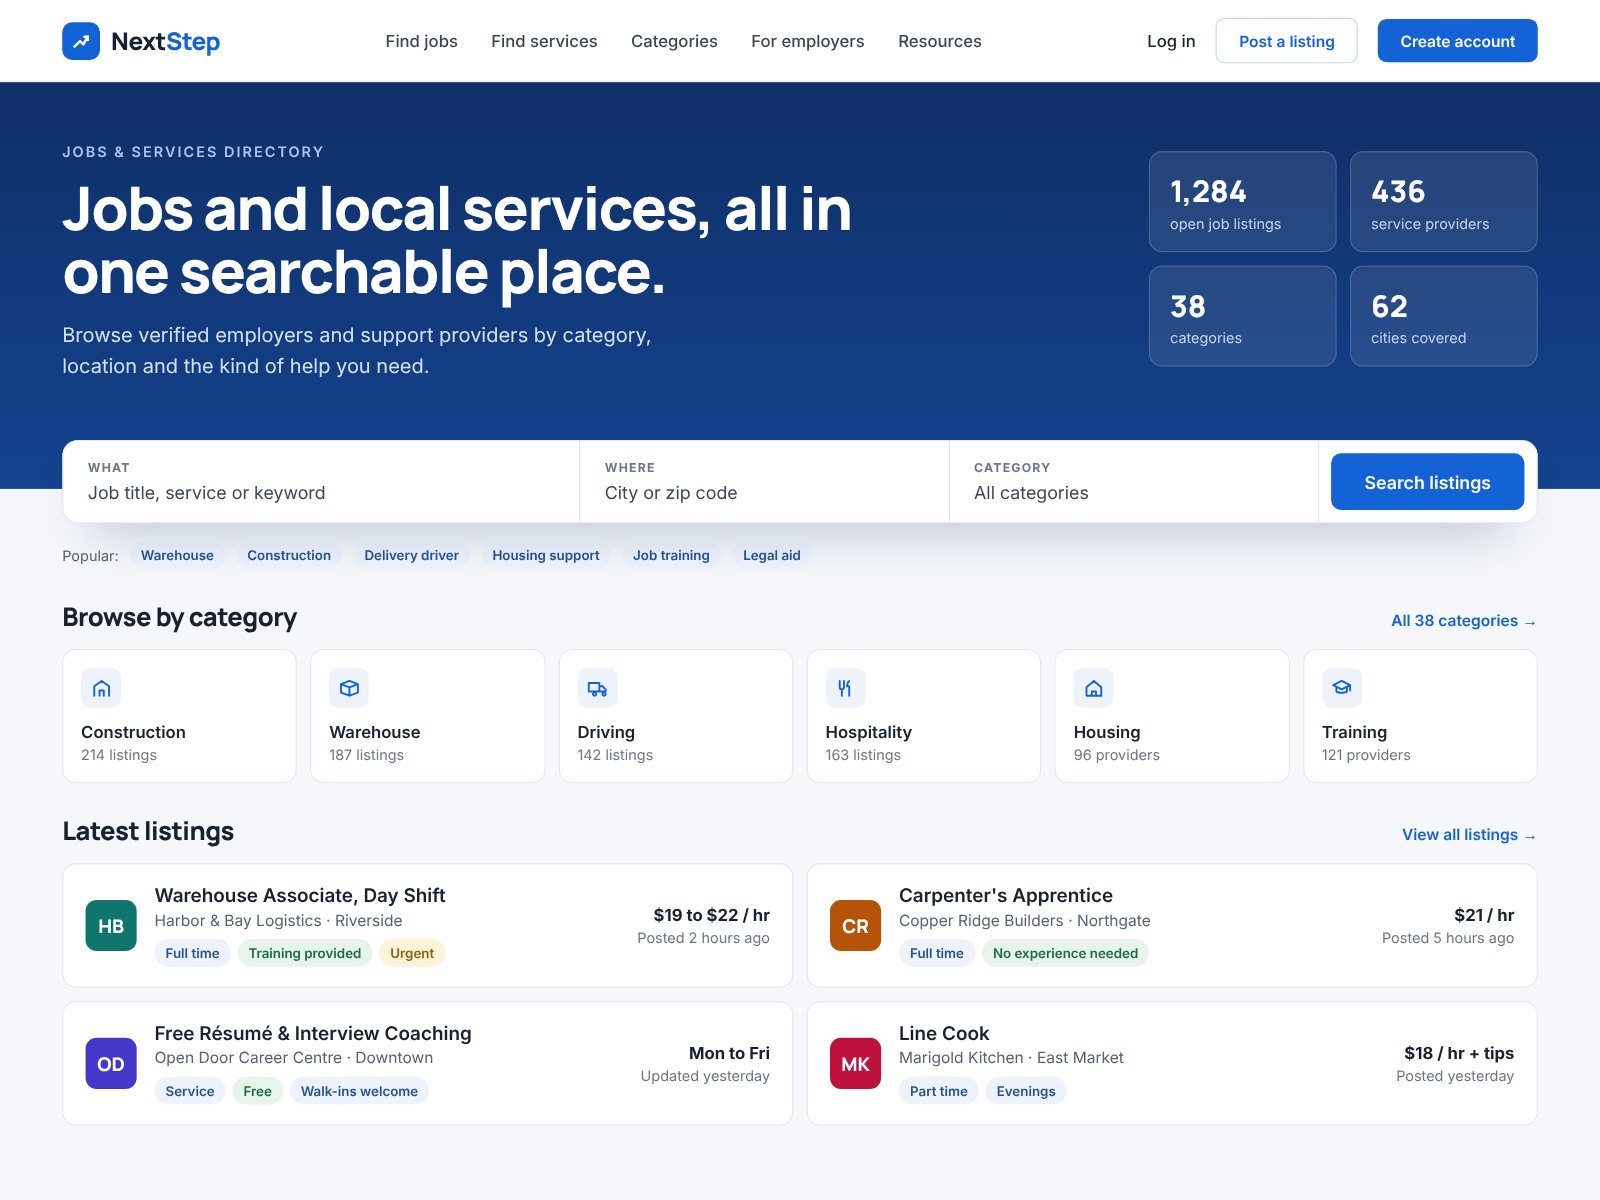 NextStep
Find jobs
Find services
Categories
For employers
Resources
Log in
Post a listing
Create account
JOBS & SERVICES DIRECTORY
Jobs and local services, all in
one searchable place.
Browse verified employers and support providers by category,
location and the kind of help you need.
1,284
open job listings
436
service providers
38
categories
62
cities covered
WHAT
Job title, service or keyword
WHERE
City or zip code
CATEGORY
All categories
Search listings
Popular:
Warehouse
Construction
Delivery driver
Housing support
Job training
Legal aid
Browse by category
All 38 categories →
Construction
214 listings
Warehouse
187 listings
Driving
142 listings
Hospitality
163 listings
Housing
96 providers
Training
121 providers
Latest listings
View all listings →
HB
Warehouse Associate, Day Shift
Harbor & Bay Logistics · Riverside
Full time
Training provided
Urgent
$19 to $22 / hr
Posted 2 hours ago
CR
Carpenter's Apprentice
Copper Ridge Builders · Northgate
Full time
No experience needed
$21 / hr
Posted 5 hours ago
OD
Free Résumé & Interview Coaching
Open Door Career Centre · Downtown
Service
Free
Walk-ins welcome
Mon to Fri
Updated yesterday
MK
Line Cook
Marigold Kitchen · East Market
Part time
Evenings
$18 / hr + tips
Posted yesterday